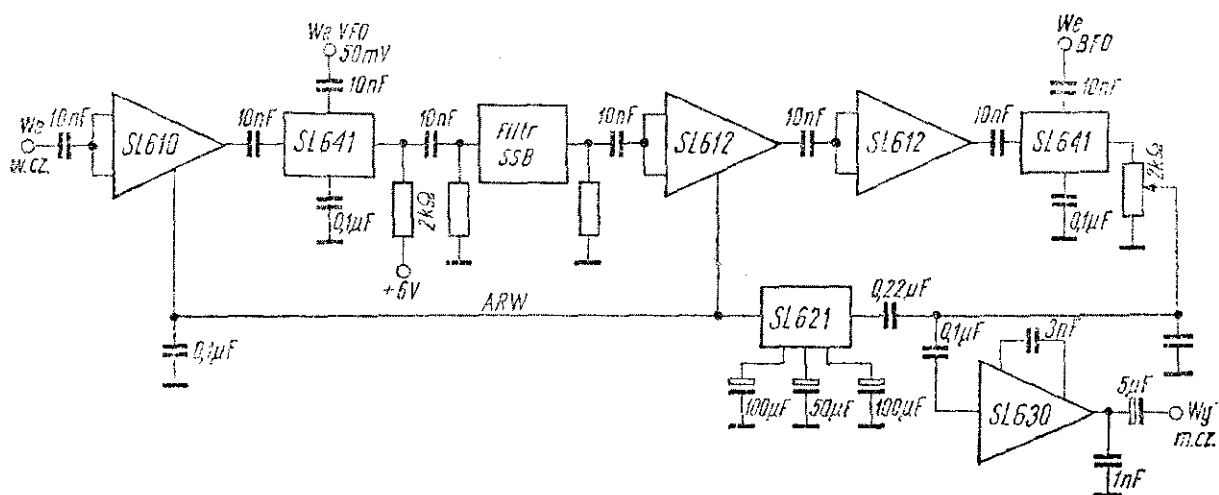 We VFO
50mV
10nF
We
w.cz.
10nF
SL610
10nF
SL641
0,1µF
2kΩ
+6V
10nF
Filtr
SSB
10nF
SL612
10nF
SL612
10nF
We
BFO
10nF
SL641
0,1µF
2kΩ
ARW
0,1µF
SL621
0,22µF
100µF
50µF
100µF
0,1µF
3nF
SL630
5µF
Wy
m.cz.
1nF